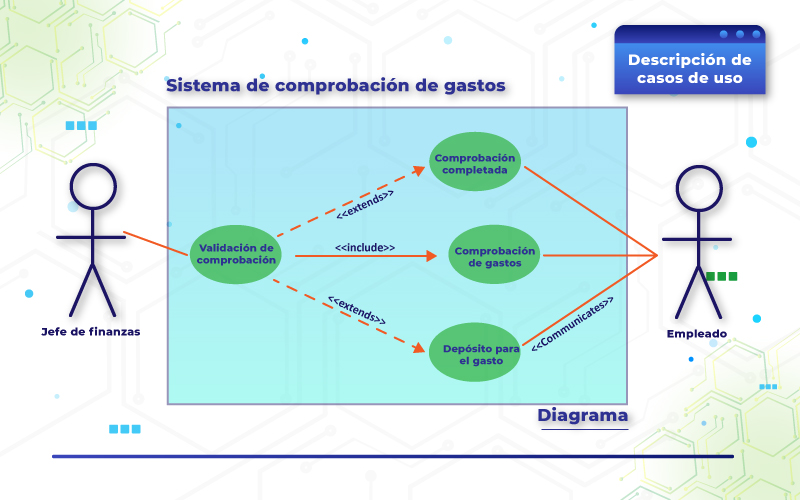 Descripción de
casos de uso
Sistema de comprobación de gastos
Comprobación
completada
<<extends>>
Validación de
comprobación
<<include>>
Comprobación
de gastos
<<extends>>
Depósito para
el gasto
<<Communicates>>
Jefe de finanzas
Empleado
Diagrama